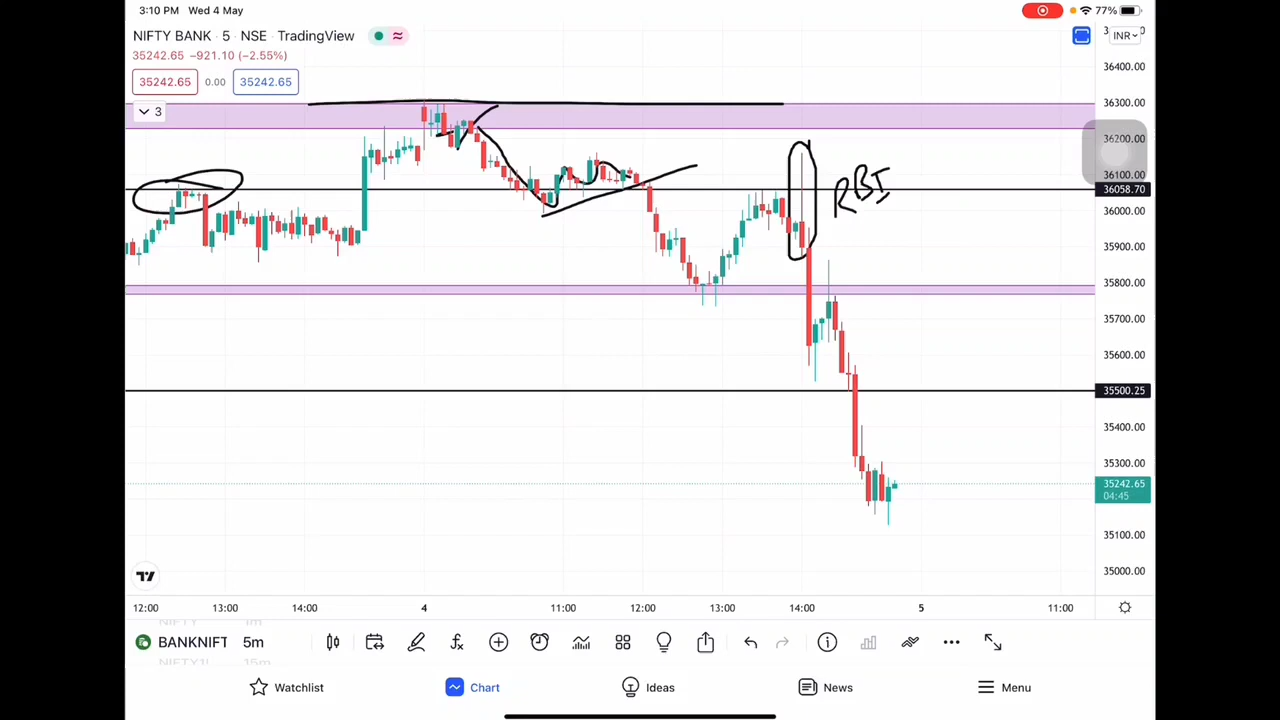 3:10 PM Wed 4 May
77%
NIFTY BANK · 5 · NSE TradingView
INR
35242.65 −921.10 (−2.55%)
35242.65 0.00 35242.65
3
36400.00
36300.00
36200.00
36100.00
36058.70
36000.00
35900.00
35800.00
35700.00
35600.00
35500.25
35400.00
35300.00
35242.65
04:45
35100.00
35000.00
RBI
12:00 13:00 14:00 4 11:00 12:00 13:00 14:00 5 11:00
NIFTY 1m
BANKNIFT 5m
NIFTY1! 15m
Watchlist Chart Ideas News Menu